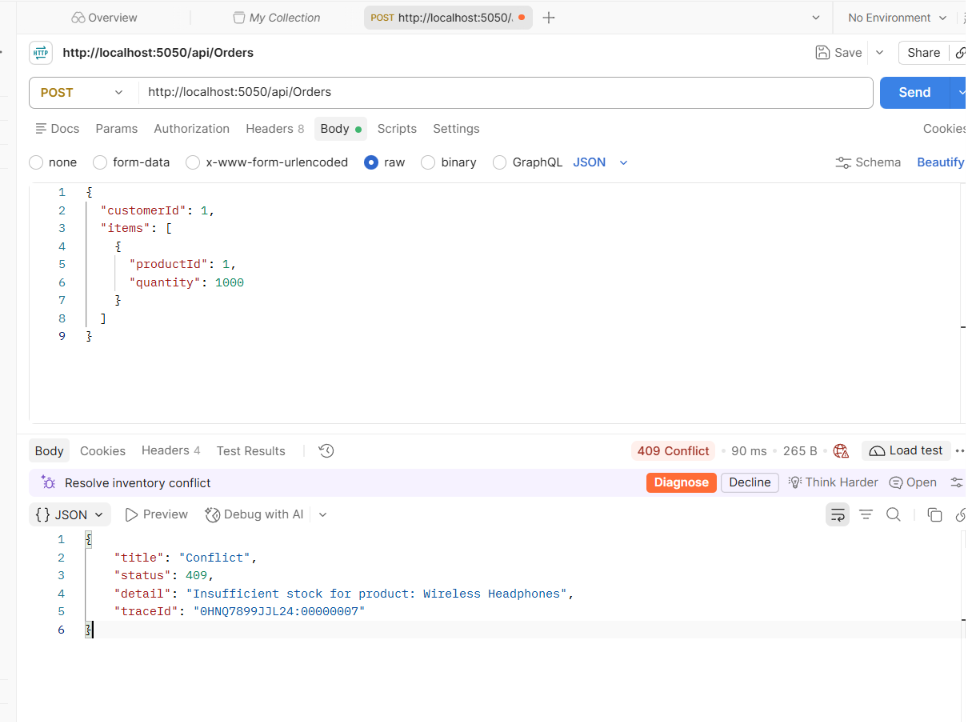 Overview My Collection POST http://localhost:5050/. No Environment
HTTP http://localhost:5050/api/Orders Save Share
POST http://localhost:5050/api/Orders Send
Docs Params Authorization Headers 8 Body Scripts Settings Cookies
none form-data x-www-form-urlencoded raw binary GraphQL JSON Schema Beautify
1 {
2 "customerId": 1,
3 "items": [
4 {
5 "productId": 1,
6 "quantity": 1000
7 }
8 ]
9 }
Body Cookies Headers 4 Test Results 409 Conflict 90 ms 265 B Load test
Resolve inventory conflict Diagnose Decline Think Harder Open
{} JSON Preview Debug with AI
1 {
2 "title": "Conflict",
3 "status": 409,
4 "detail": "Insufficient stock for product: Wireless Headphones",
5 "traceId": "0HNQ7899JJL24:00000007"
6 }